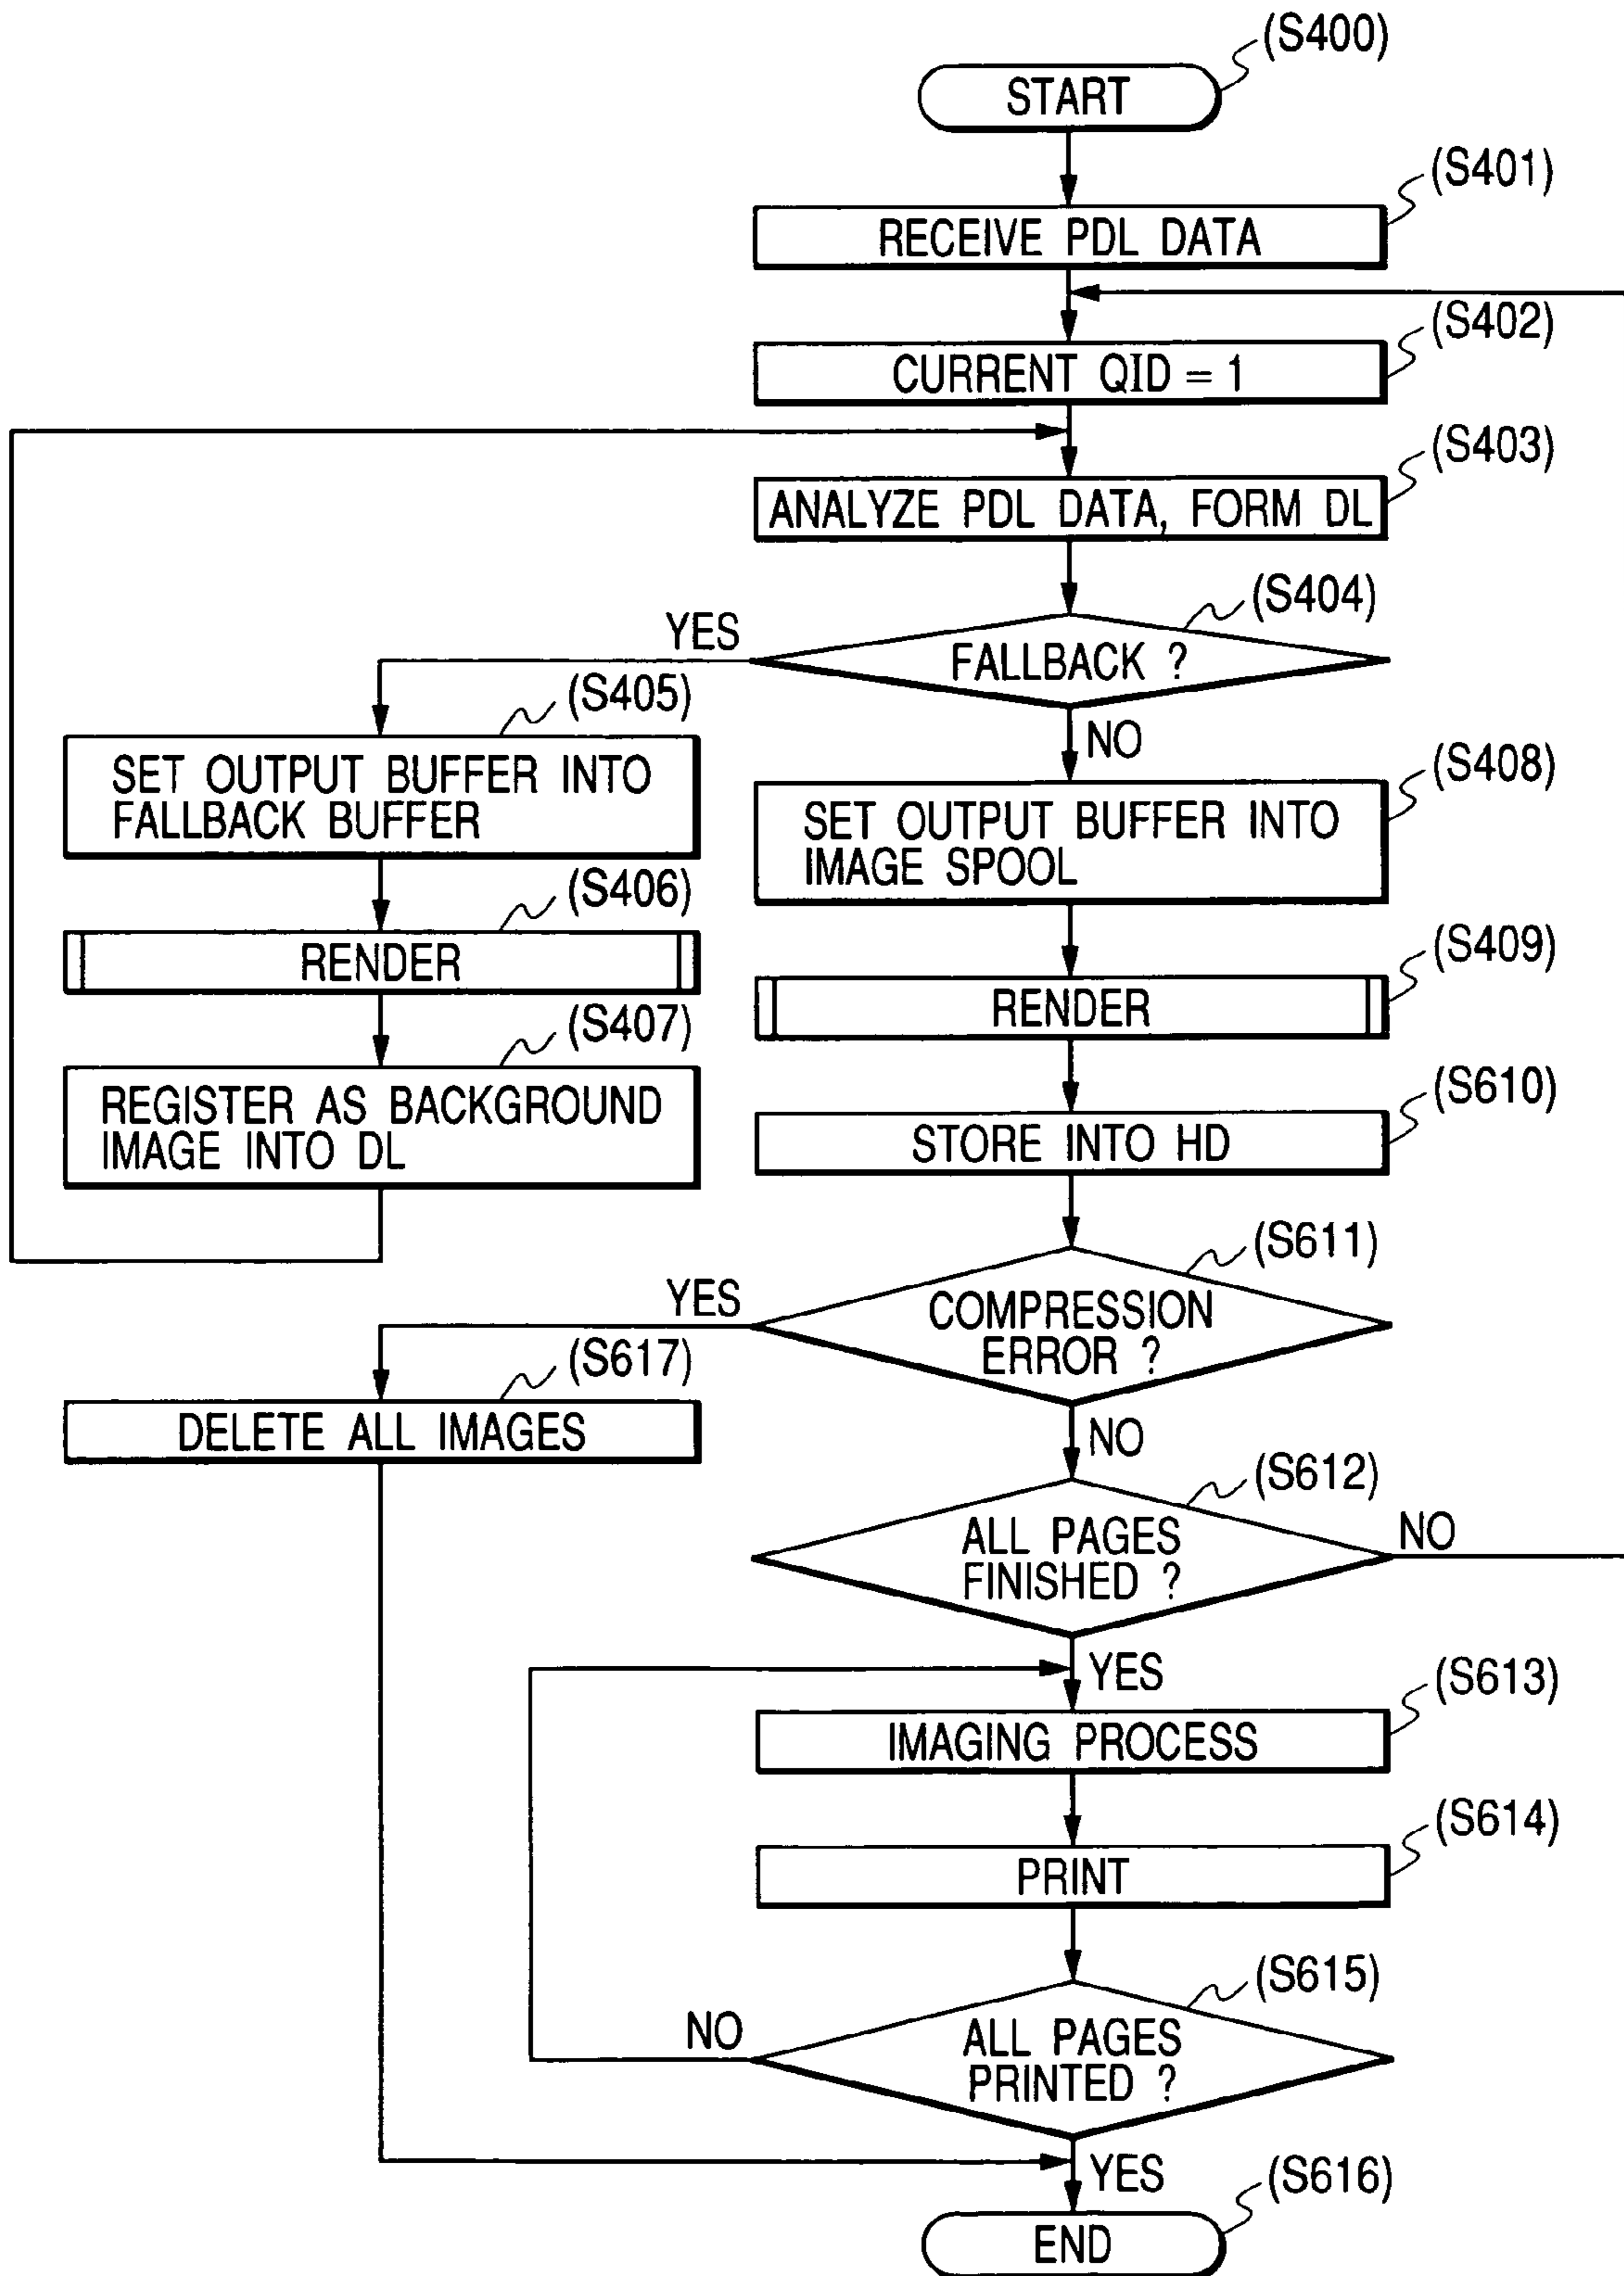 (S400)
START
(S401)
RECEIVE PDL DATA
(S402)
CURRENT QID = 1
(S403)
ANALYZE PDL DATA, FORM DL
(S404)
YES
FALLBACK ?
(S405)
NO
SET OUTPUT BUFFER INTO
FALLBACK BUFFER
(S408)
SET OUTPUT BUFFER INTO
IMAGE SPOOL
(S406)
RENDER
(S409)
RENDER
(S407)
REGISTER AS BACKGROUND
IMAGE INTO DL
(S610)
STORE INTO HD
(S611)
YES
COMPRESSION
ERROR ?
(S617)
DELETE ALL IMAGES
NO
(S612)
ALL PAGES
FINISHED ?
NO
YES
(S613)
IMAGING PROCESS
(S614)
PRINT
(S615)
NO
ALL PAGES
PRINTED ?
YES
(S616)
END